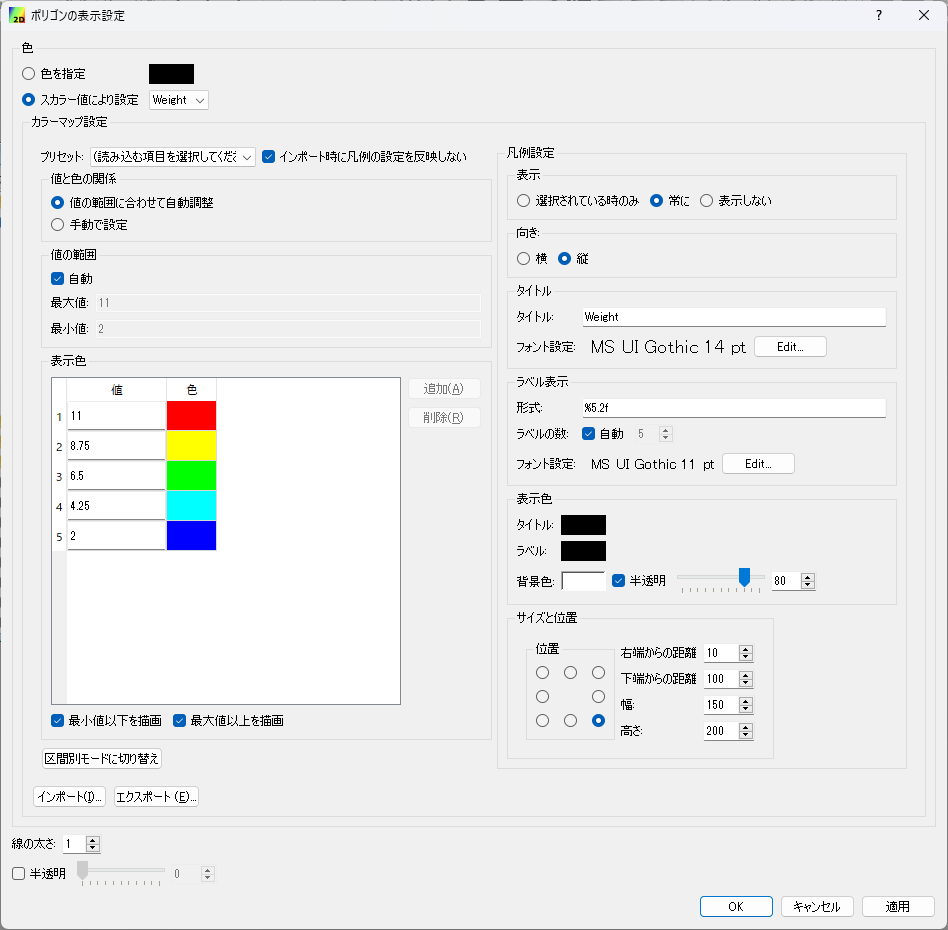 2D ポリゴンの表示設定 ?
色
色を指定
スカラー値により設定 Weight
カラーマップ設定
プリセット: (読み込む項目を選択してくださ インポート時に凡例の設定を反映しない
値と色の関係
値の範囲に合わせて自動調整
手動で設定
値の範囲
自動
最大値: 11
最小値: 2
表示色
値 色
1 11
2 8.75
3 6.5
4 4.25
5 2
追加(A)
削除(R)
最小値以下を描画 最大値以上を描画
区間別モードに切り替え
インポート(I)... エクスポート (E)...
凡例設定
表示
選択されている時のみ 常に 表示しない
向き:
横 縦
タイトル
タイトル: Weight
フォント設定: MS UI Gothic 14 pt Edit...
ラベル表示
形式: %5.2f
ラベルの数: 自動 5
フォント設定: MS UI Gothic 11 pt Edit...
表示色
タイトル:
ラベル:
背景色: 半透明 80
サイズと位置
位置
右端からの距離 10
下端からの距離 100
幅: 150
高さ: 200
線の太さ: 1
半透明 0
OK キャンセル 適用